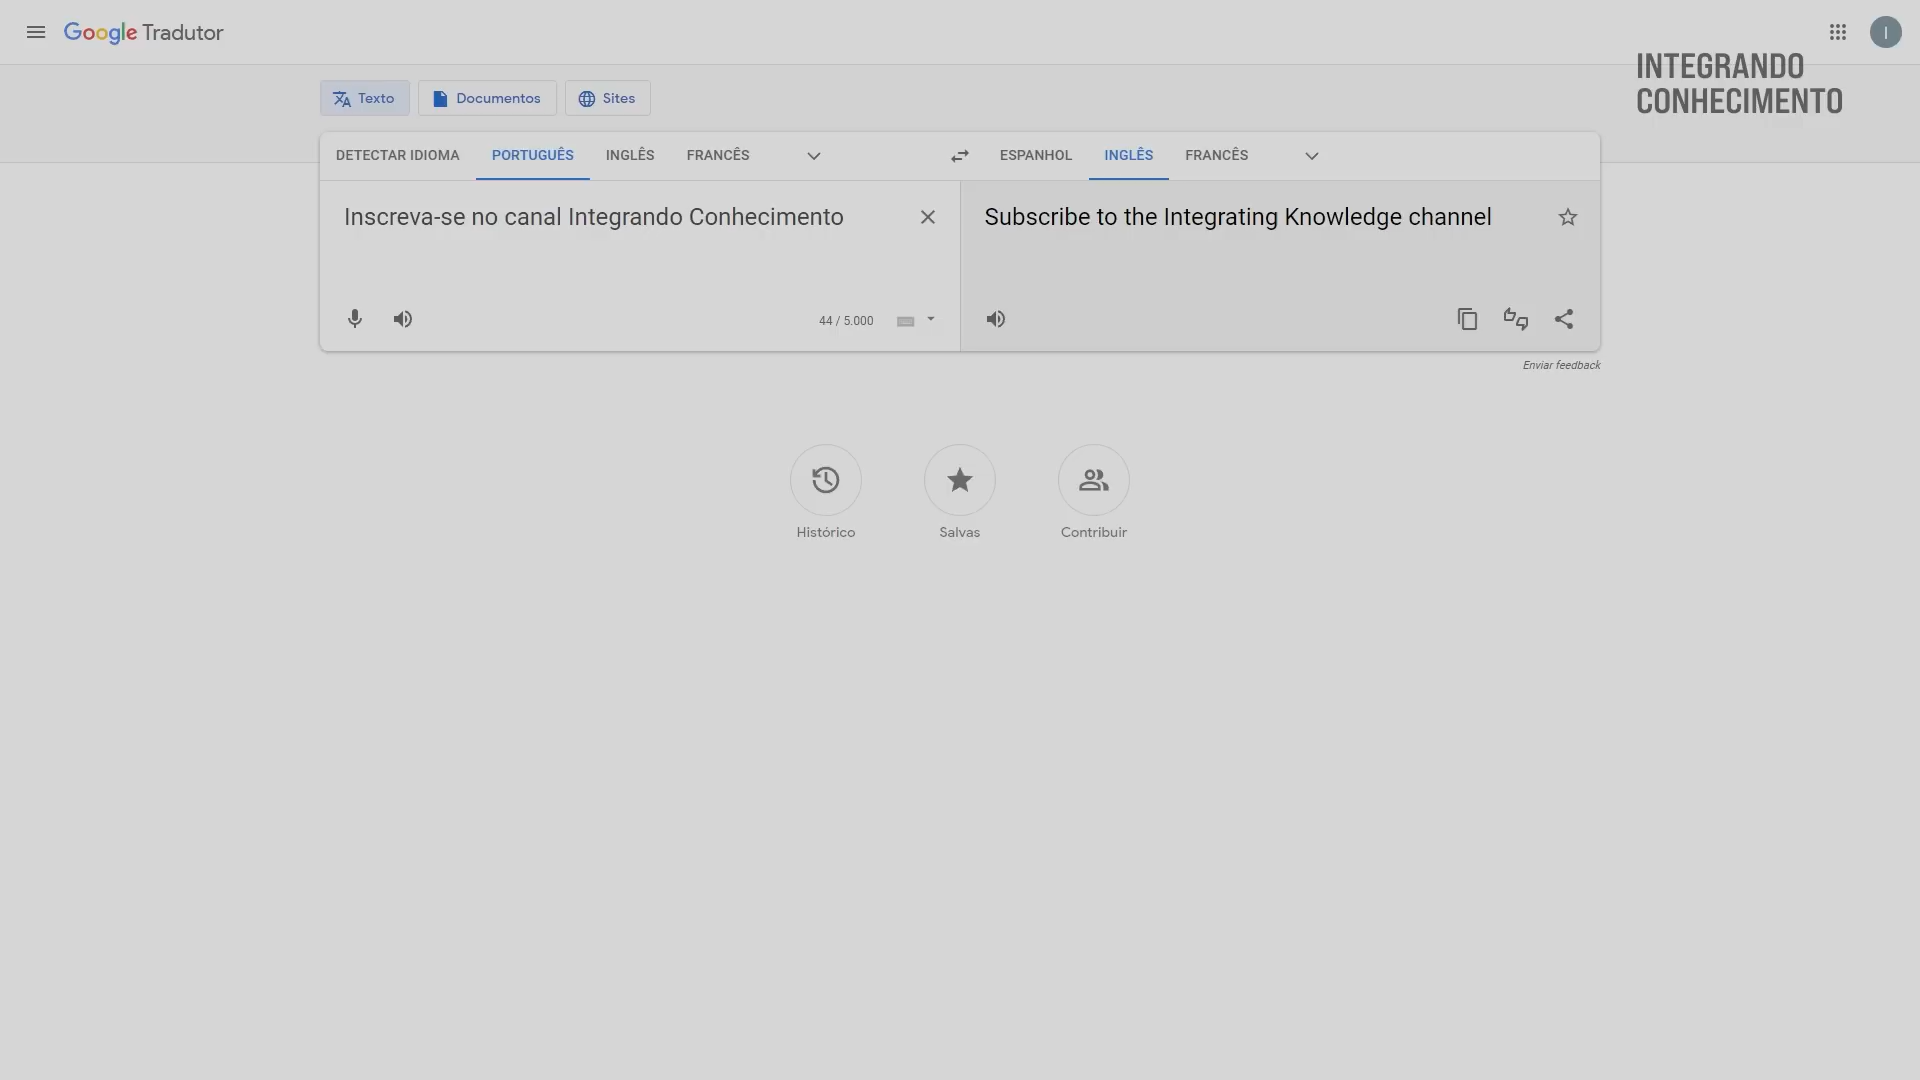 Google Tradutor
I
INTEGRANDO
CONHECIMENTO
Texto
Documentos
Sites
DETECTAR IDIOMA
PORTUGUÊS
INGLÊS
FRANCÊS
ESPANHOL
INGLÊS
FRANCÊS
Inscreva-se no canal Integrando Conhecimento
Subscribe to the Integrating Knowledge channel
44 / 5.000
Enviar feedback
Histórico
Salvas
Contribuir